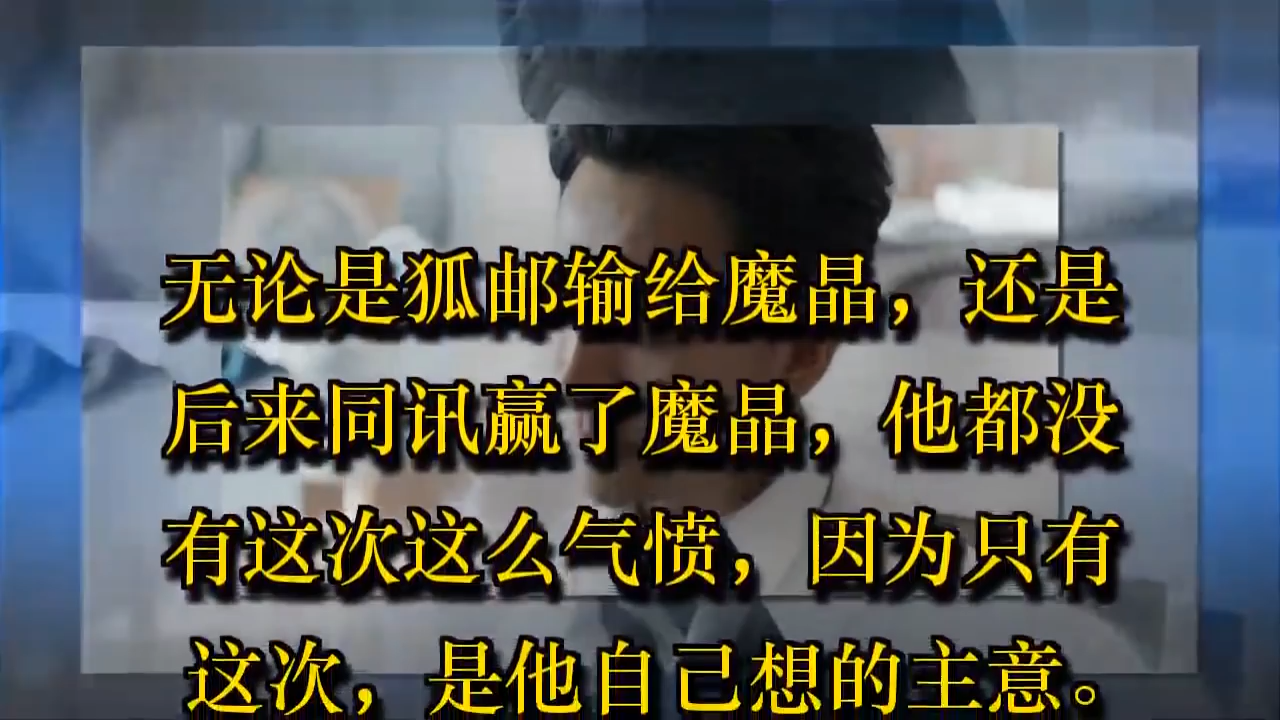 无论是狐邮输给魔晶，还是
后来同讯赢了魔晶，他都没
有这次这么气愤，因为只有
这次，是他自己想的主意。